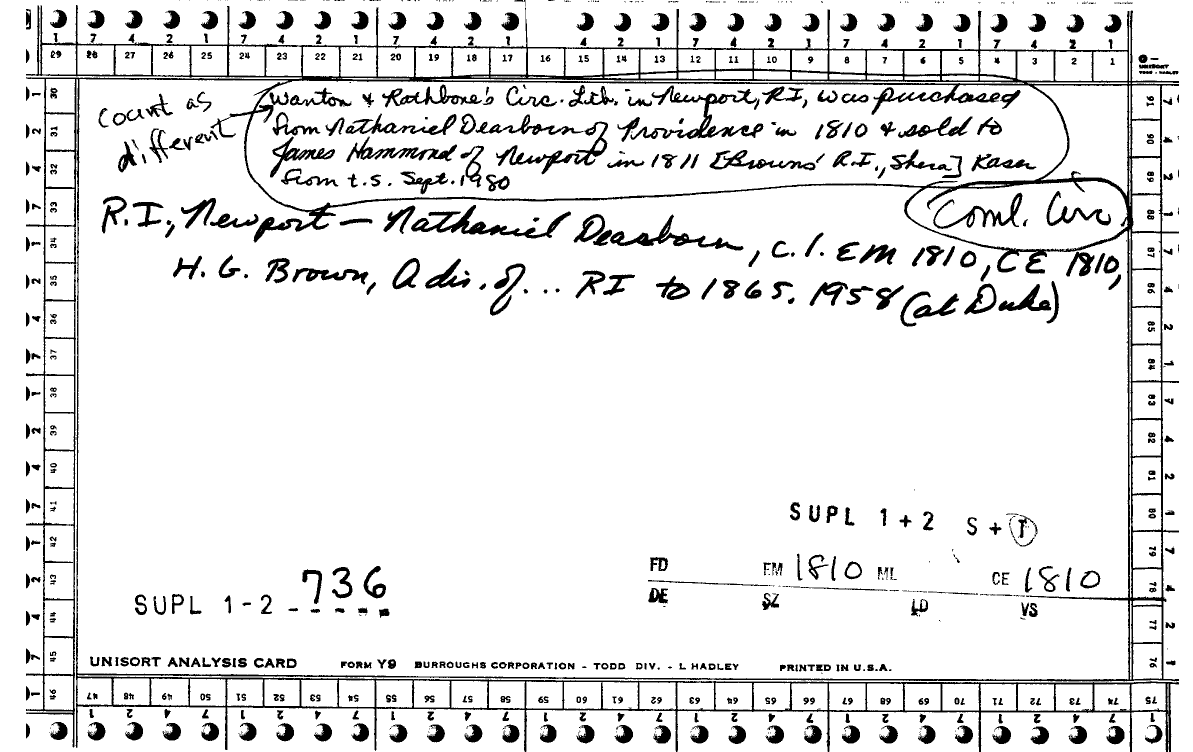 1 7 4 2 1 7 4 2 1 7 4 2 1 4 2 1 7 4 2 1 7 4 2 1 7 4 2 1
29 28 27 26 25 24 23 22 21 20 19 18 17 16 15 14 13 12 11 10 9 8 7 6 5 4 3 2 1
count as different
Wanton & Rathbone's Circ. Lib. in Newport, RI, was purchased
from Nathaniel Dearborn of Providence in 1810 & sold to
James Hammond of Newport in 1811 [Browns' R.I., Shera] Kaser
from t.s. Sept. 1980
Coml. Circ.
R.I., Newport — Nathaniel Dearborn, c.l. EM 1810, CE 1810,
H. G. Brown, A dir. of... RI to 1865. 1958 (at Duke)
SUPL 1+2 S + I
FD EM 1810 ML CE 1810
DE SZ LD VS
SUPL 1-2 - 736
UNISORT ANALYSIS CARD FORM Y9 BURROUGHS CORPORATION - TODD DIV. - L HADLEY PRINTED IN U.S.A.
30 31 32 33 34 35 36 37 38 39 40 41 42 43 44 45 46
47 48 49 50 51 52 53 54 55 56 57 58 59 60 61 62 63 64 65 66 67 68 69 70 71 72 73 74 75
91 90 89 88 87 86 85 84 83 82 81 80 79 78 77 76